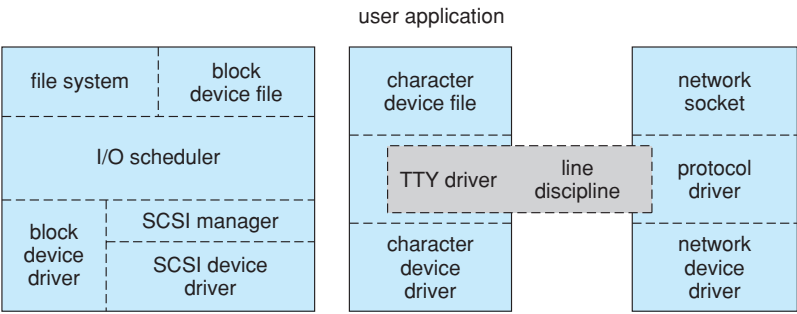 user application
file system
block
device file
I/O scheduler
block
device
driver
SCSI manager
SCSI device
driver
character
device file
TTY driver
line
discipline
character
device
driver
network
socket
protocol
driver
network
device
driver